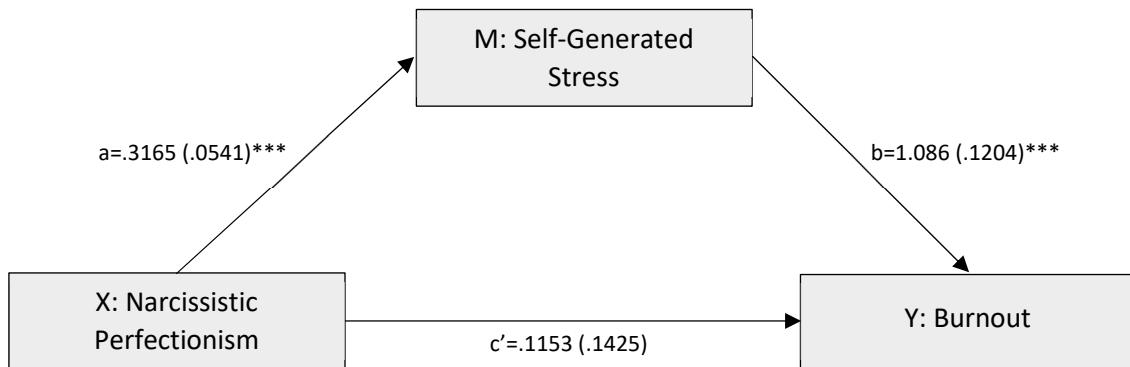 M: Self-Generated
Stress
a=.3165 (.0541)***
b=1.086 (.1204)***
X: Narcissistic
Perfectionism
Y: Burnout
c’=.1153 (.1425)